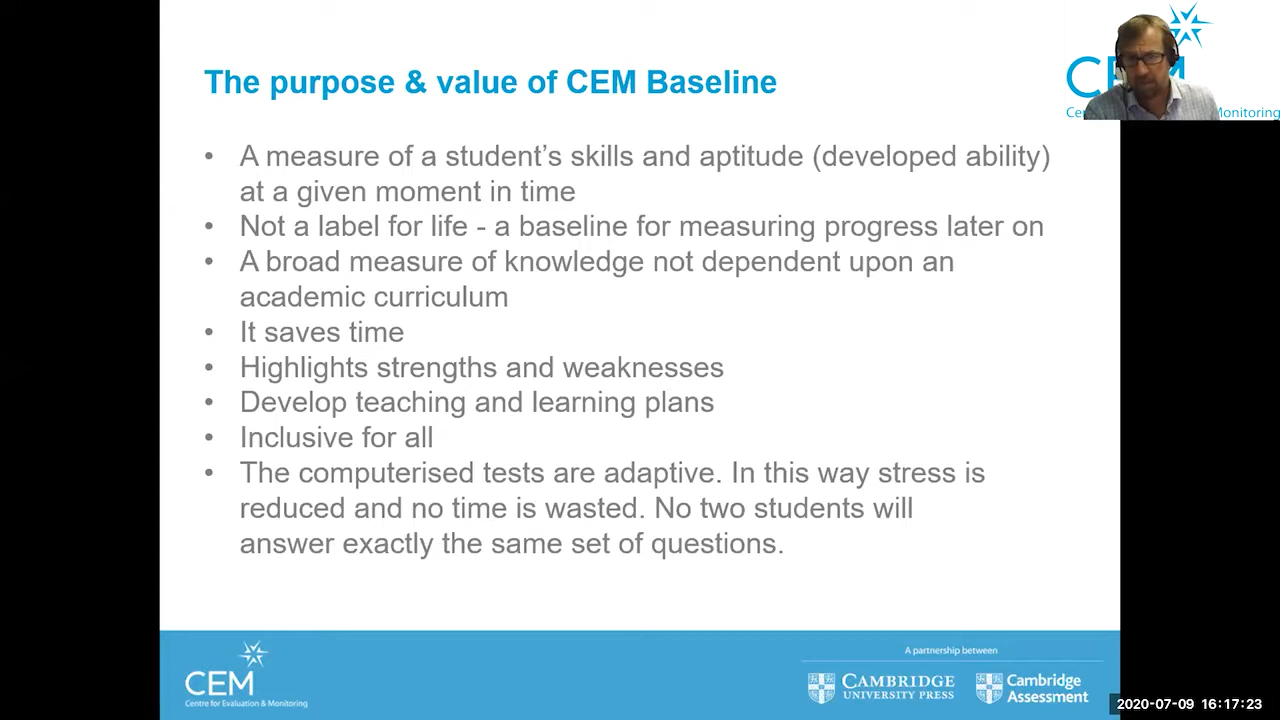 The purpose & value of CEM Baseline
Monitoring
• A measure of a student's skills and aptitude (developed ability)
at a given moment in time
• Not a label for life - a baseline for measuring progress later on
• A broad measure of knowledge not dependent upon an
academic curriculum
• It saves time
• Highlights strengths and weaknesses
• Develop teaching and learning plans
• Inclusive for all
• The computerised tests are adaptive. In this way stress is
reduced and no time is wasted. No two students will
answer exactly the same set of questions.
CEM
Centre for Evaluation & Monitoring
A partnership between
CAMBRIDGE
UNIVERSITY PRESS
Cambridge
Assessment
2020-07-09 16:17:23